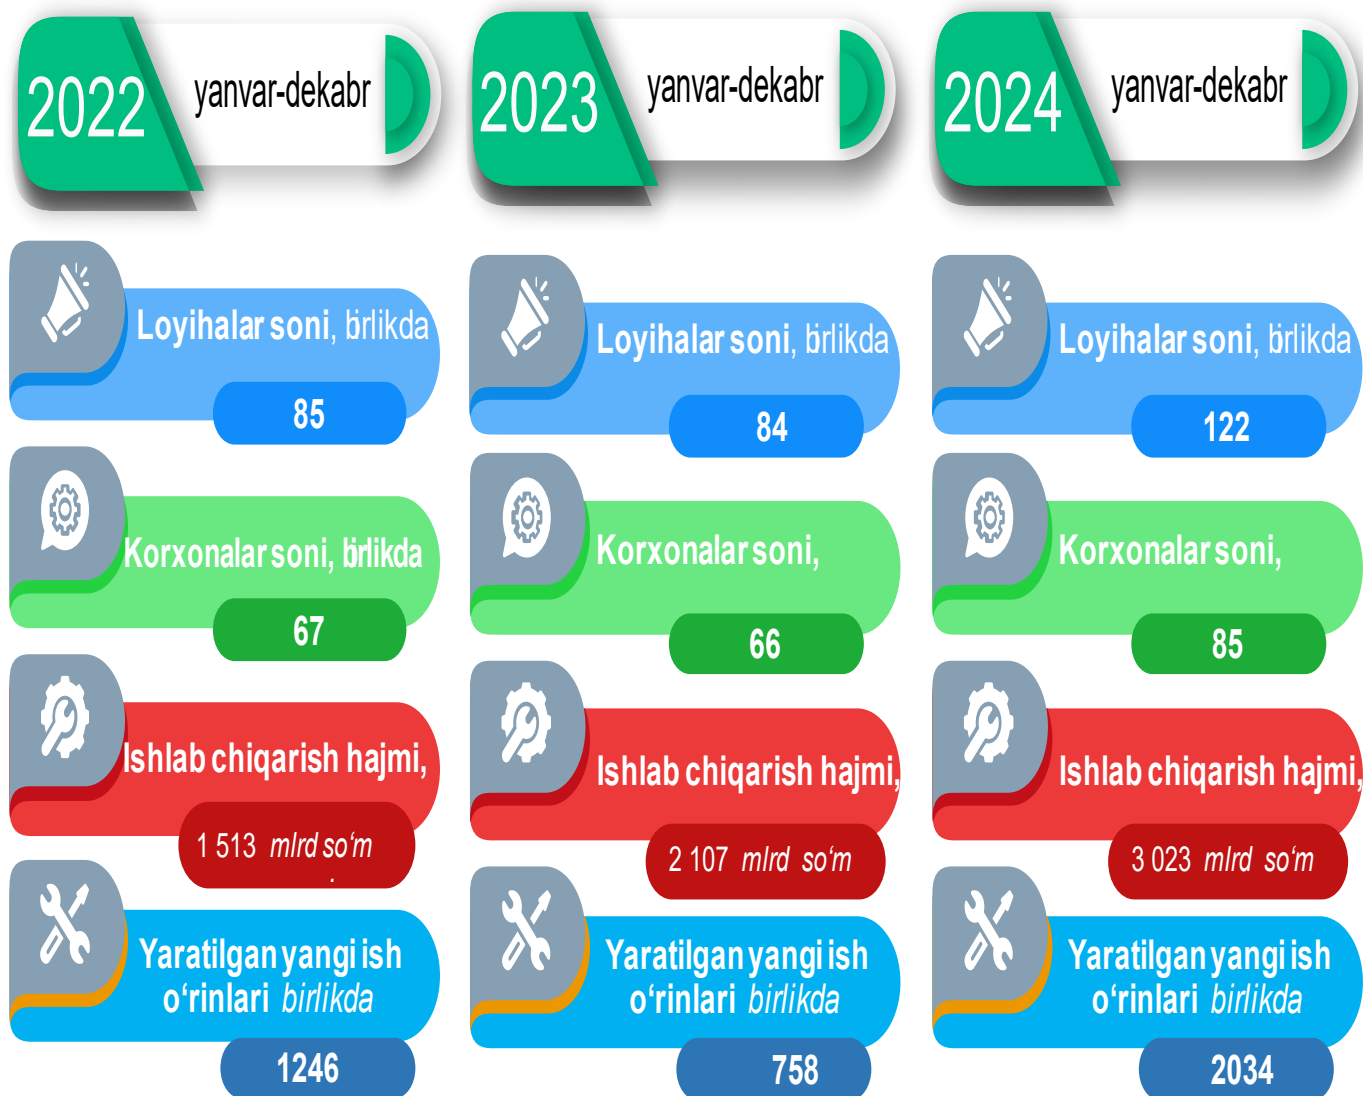 2022
yanvar-dekabr
Loyihalar soni, birlikda
85
Korxonalar soni, birlikda
67
Ishlab chiqarish hajmi,
1 513 mlrd so‘m
.
Yaratilgan yangi ish
o‘rinlari birlikda
1246
2023
yanvar-dekabr
Loyihalar soni, birlikda
84
Korxonalar soni,
66
Ishlab chiqarish hajmi,
2 107 mlrd so‘m
Yaratilgan yangi ish
o‘rinlari birlikda
758
2024
yanvar-dekabr
Loyihalar soni, birlikda
122
Korxonalar soni,
85
Ishlab chiqarish hajmi,
3 023 mlrd so‘m
Yaratilgan yangi ish
o‘rinlari birlikda
2034